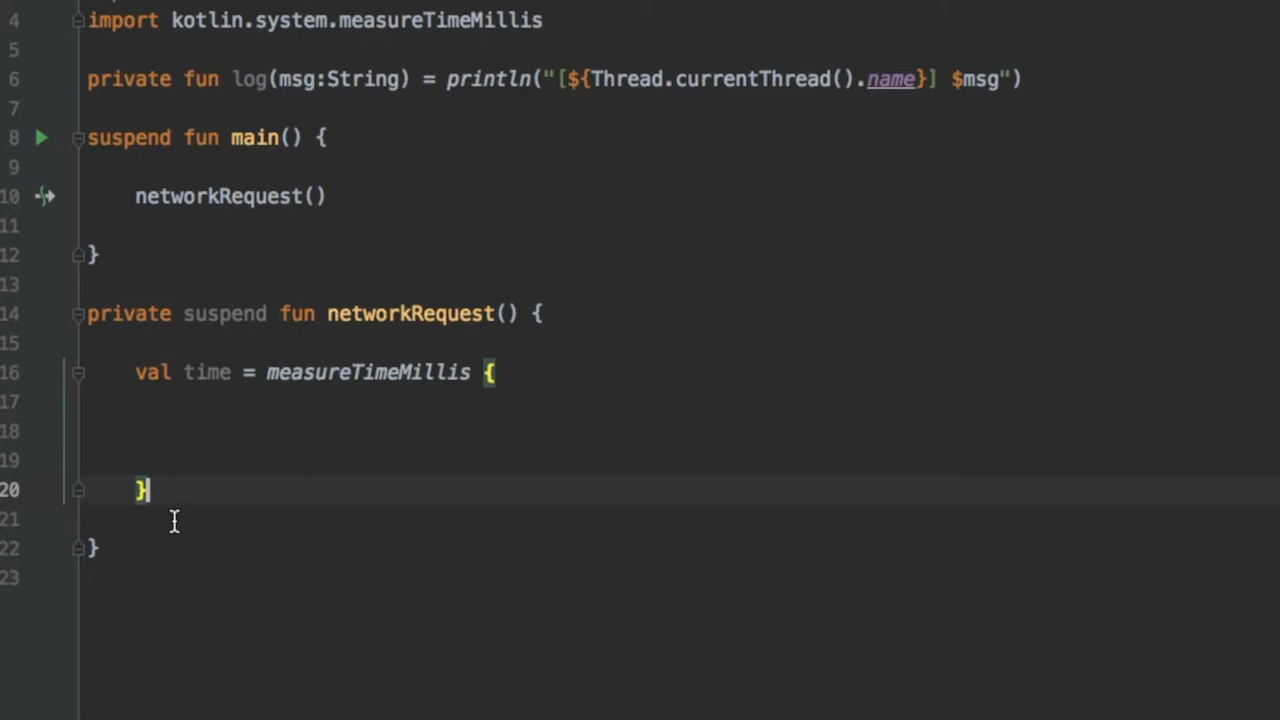 4 import kotlin.system.measureTimeMillis
5
6 private fun log(msg:String) = println("[${Thread.currentThread().name}] $msg")
7
8 suspend fun main() {
9
10 networkRequest()
11
12 }
13
14 private suspend fun networkRequest() {
15
16 val time = measureTimeMillis {
17
18
19
20 }
21
22 }
23